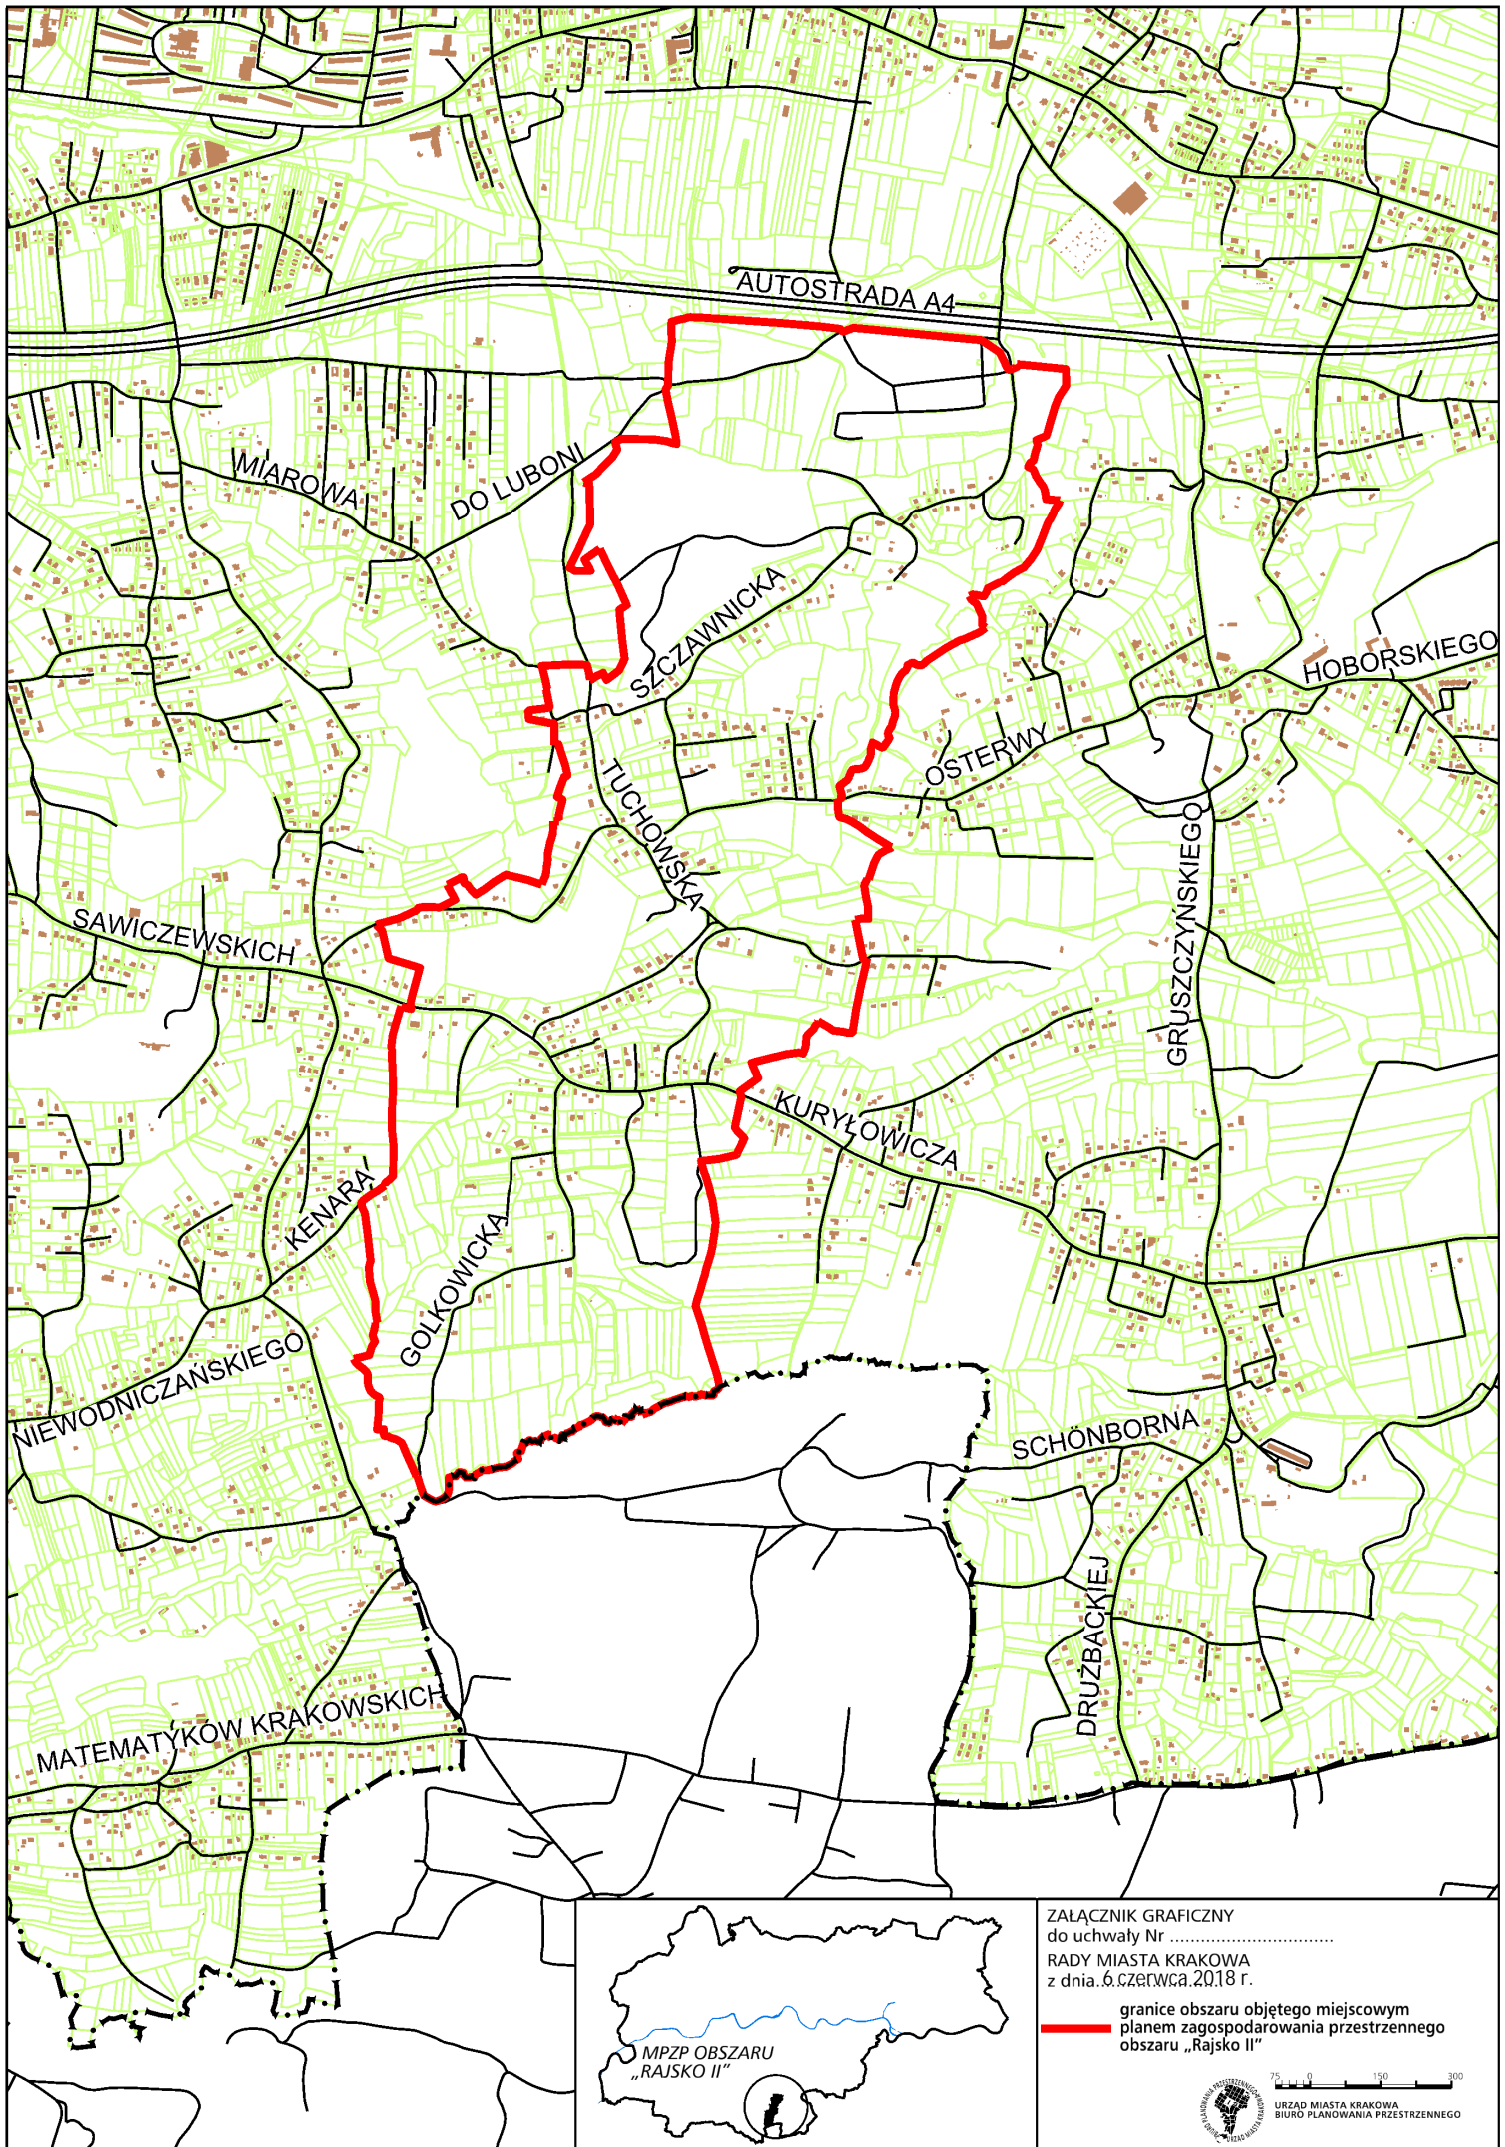 AUTOSTRADA A4
MIAROWA
DO LUBONI
SZCZAWNICKA
HOBORSKIEGO
OSTERWY
TUCHOWSKA
GRUSZCZYŃSKIEGO
SAWICZEWSKICH
KURYŁOWICZA
KENARA
GOLKOWICKA
NIEWODNICZAŃSKIEGO
SCHÖNBORNA
DRUŻBACKIEJ
MATEMATYKÓW KRAKOWSKICH
MPZP OBSZARU
„RAJSKO II"
ZAŁĄCZNIK GRAFICZNY
do uchwały Nr ................................
RADY MIASTA KRAKOWA
z dnia. 6 czerwca 2018 r.
granice obszaru objętego miejscowym
planem zagospodarowania przestrzennego
obszaru „Rajsko II"
75 0 150 300
URZĄD MIASTA KRAKOWA
BIURO PLANOWANIA PRZESTRZENNEGO